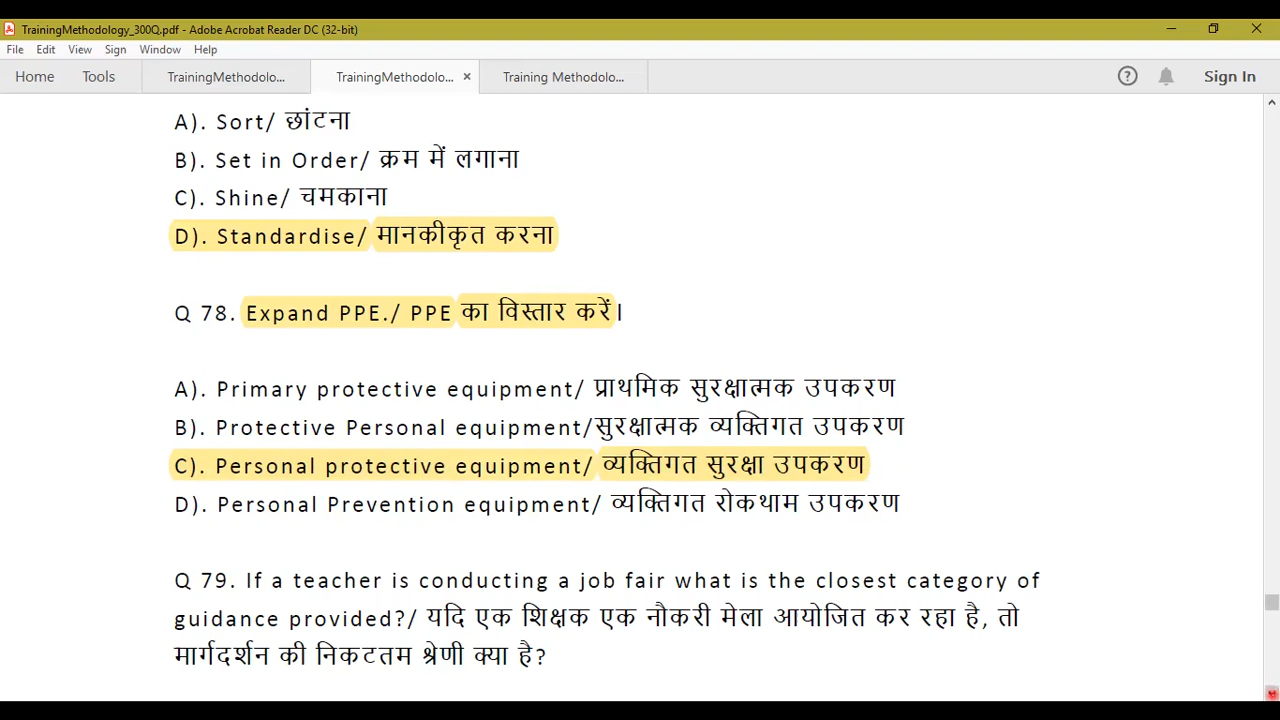 TrainingMethodology_300Q.pdf - Adobe Acrobat Reader DC (32-bit)
File Edit View Sign Window Help
Home Tools TrainingMethodolo... TrainingMethodolo... × Training Methodolo... Sign In
A). Sort/ छांटना
B). Set in Order/ क्रम में लगाना
C). Shine/ चमकाना
D). Standardise/ मानकीकृत करना
Q 78. Expand PPE./ PPE का विस्तार करें।
A). Primary protective equipment/ प्राथमिक सुरक्षात्मक उपकरण
B). Protective Personal equipment/सुरक्षात्मक व्यक्तिगत उपकरण
C). Personal protective equipment/ व्यक्तिगत सुरक्षा उपकरण
D). Personal Prevention equipment/ व्यक्तिगत रोकथाम उपकरण
Q 79. If a teacher is conducting a job fair what is the closest category of
guidance provided?/ यदि एक शिक्षक एक नौकरी मेला आयोजित कर रहा है, तो
मार्गदर्शन की निकटतम श्रेणी क्या है?